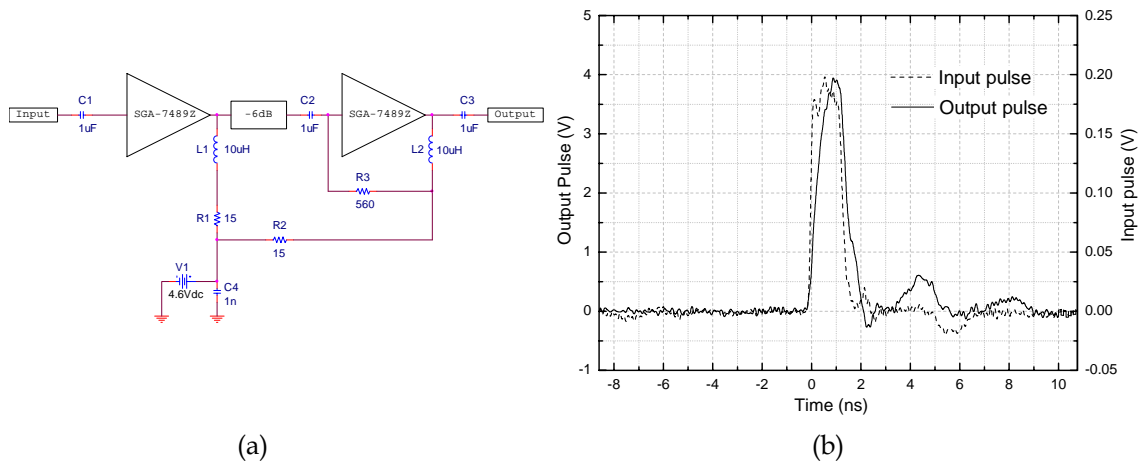 C1
C2
C3
Input
SGA-7489Z
-6dB
SGA-7489Z
Output
1uF
1uF
1uF
L1
10uH
L2
10uH
R3
560
R1
15
R2
15
V1
4.6Vdc
C4
1n
(a)
Output Pulse (V)
5
4
3
2
1
0
-1
Input pulse
Output pulse
0.25
0.20
0.15
0.10
0.05
0.00
-0.05
Input pulse (V)
-8 -6 -4 -2 0 2 4 6 8 10
Time (ns)
(b)